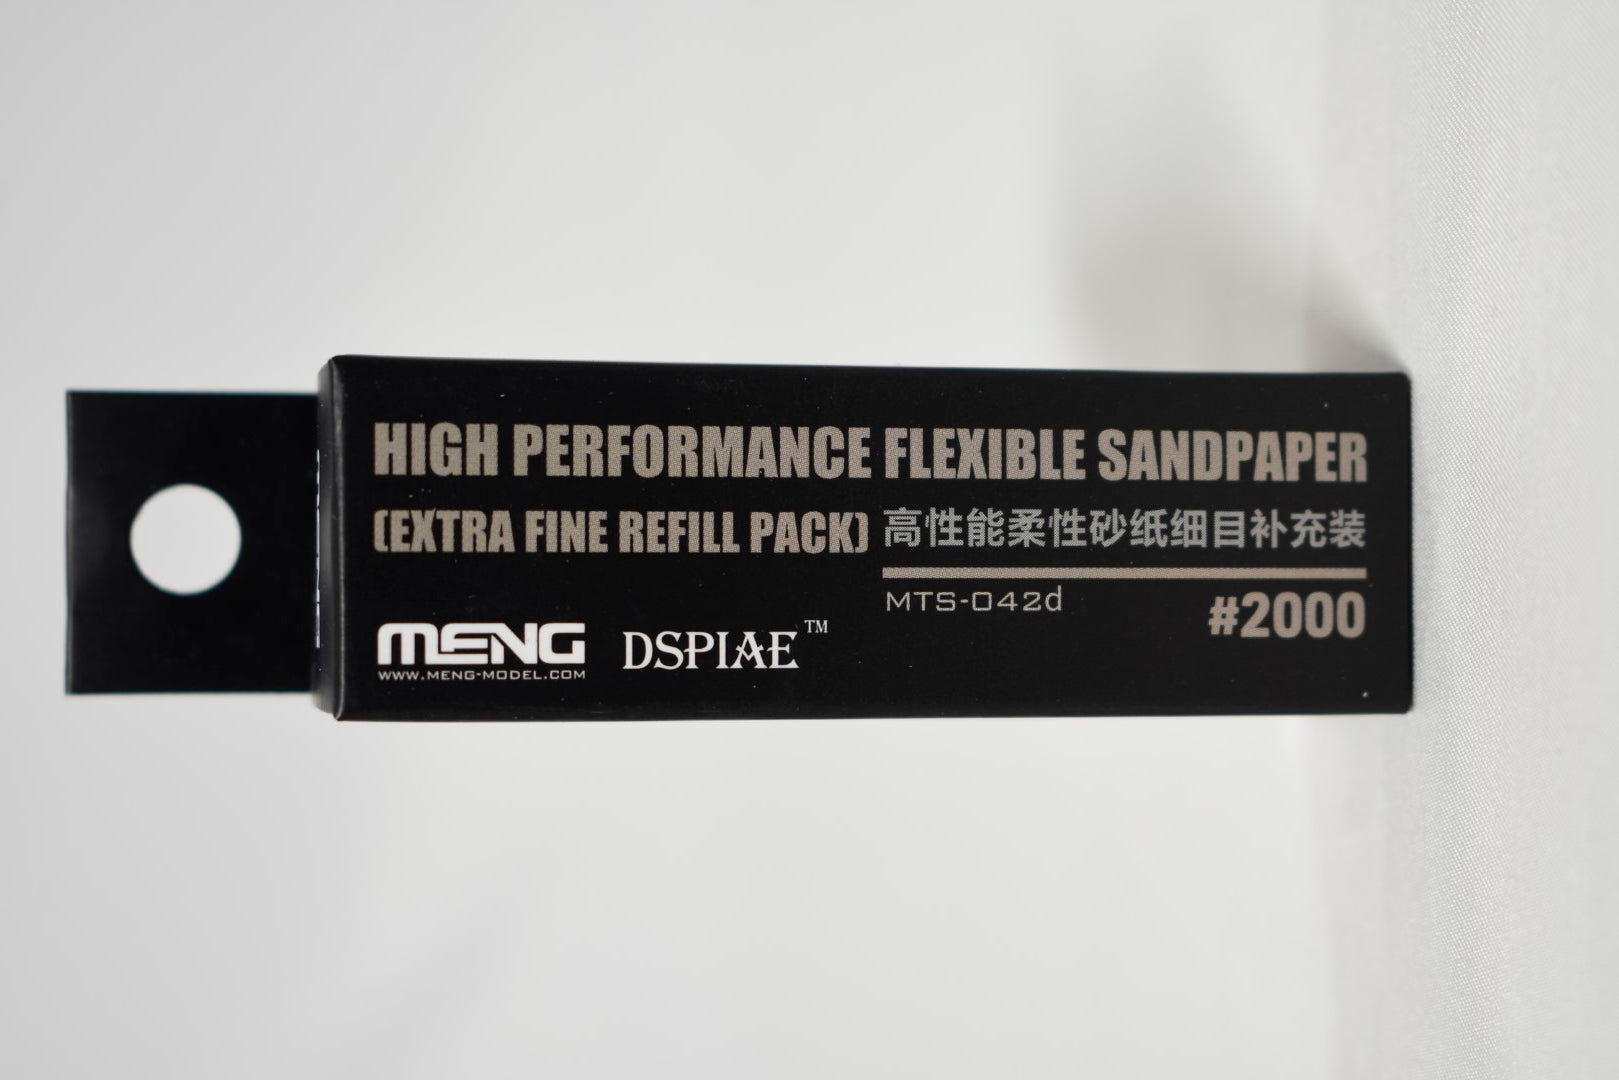 HIGH PERFORMANCE FLEXIBLE SANDPAPER
(EXTRA FINE REFILL PACK) 高性能柔性砂纸细目补充装
MTS-042d #2000
MENG DSPIAE™
WWW.MENG-MODEL.COM